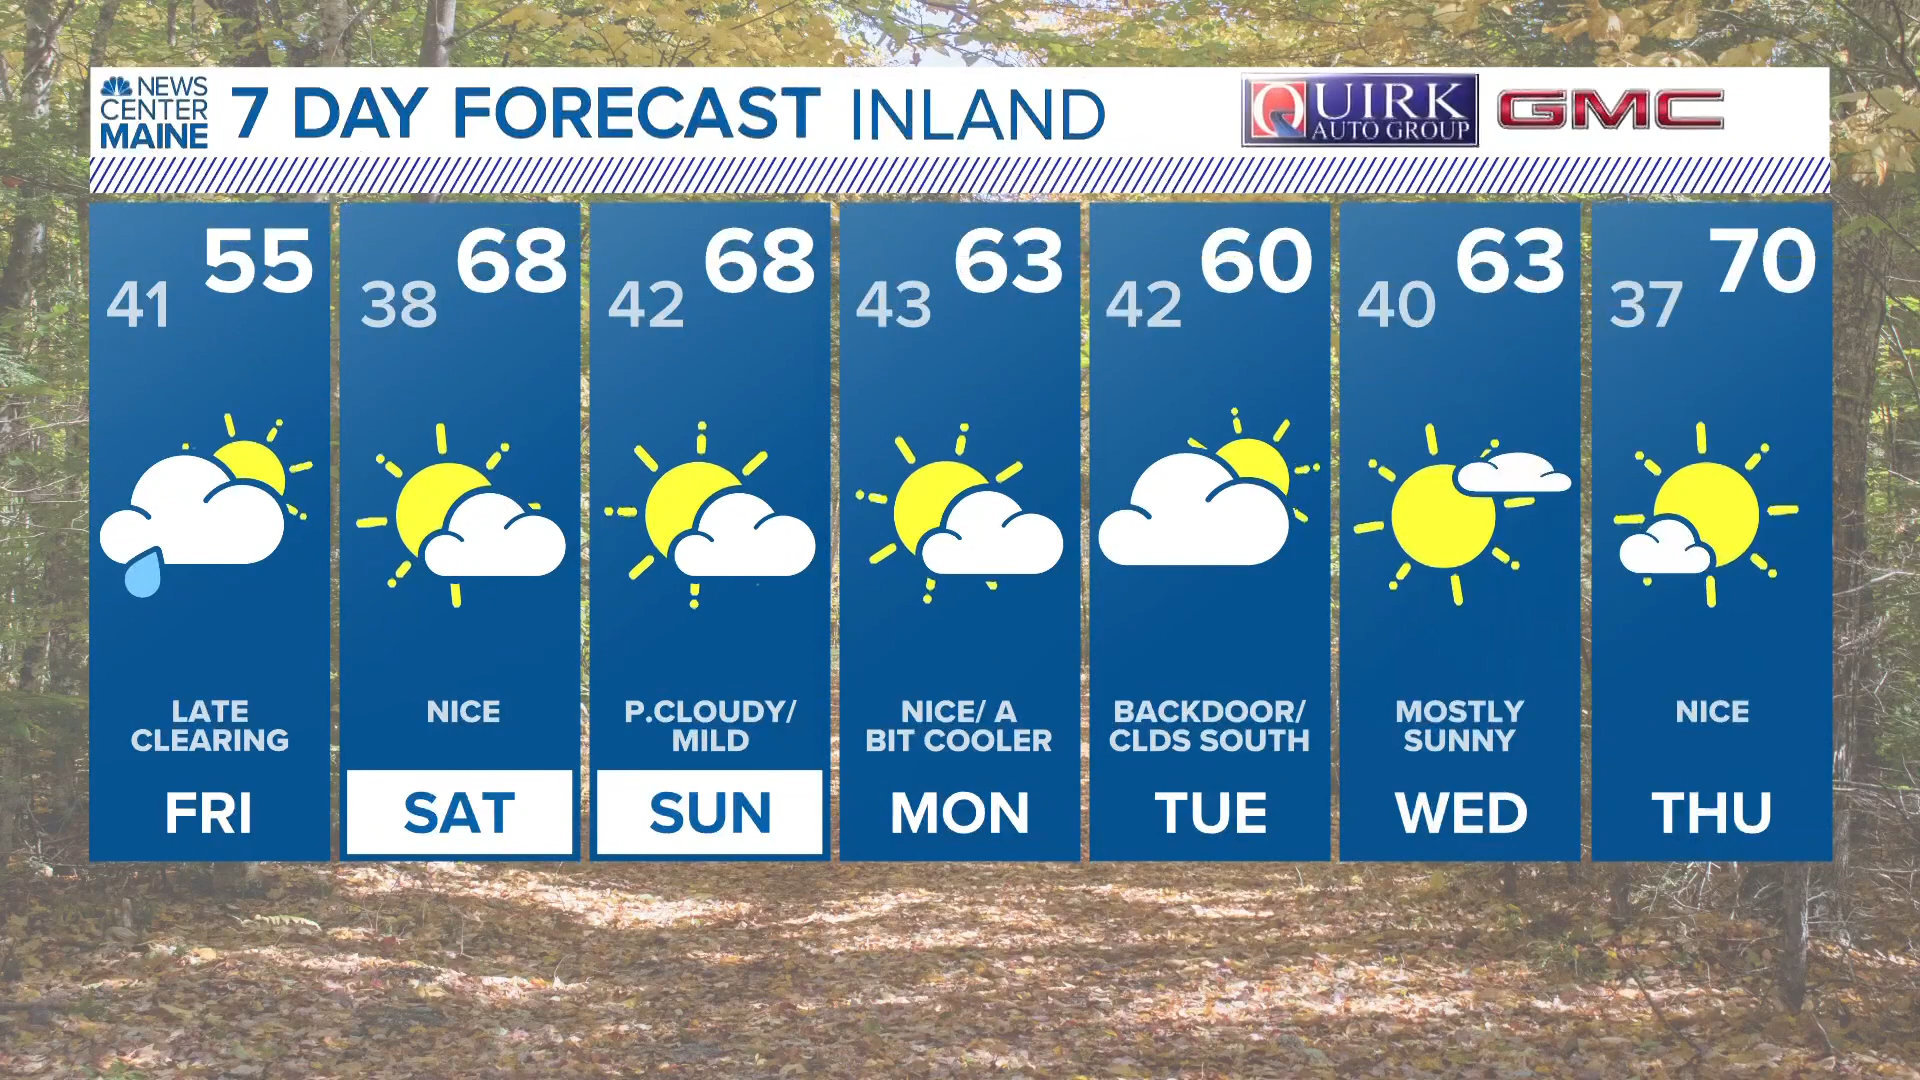 NEWS
CENTER
MAINE
7 DAY FORECAST INLAND
QUIRK
AUTO GROUP
GMC
41 55
LATE
CLEARING
FRI
38 68
NICE
SAT
42 68
P.CLOUDY/
MILD
SUN
43 63
NICE/ A
BIT COOLER
MON
42 60
BACKDOOR/
CLDS SOUTH
TUE
40 63
MOSTLY
SUNNY
WED
37 70
NICE
THU